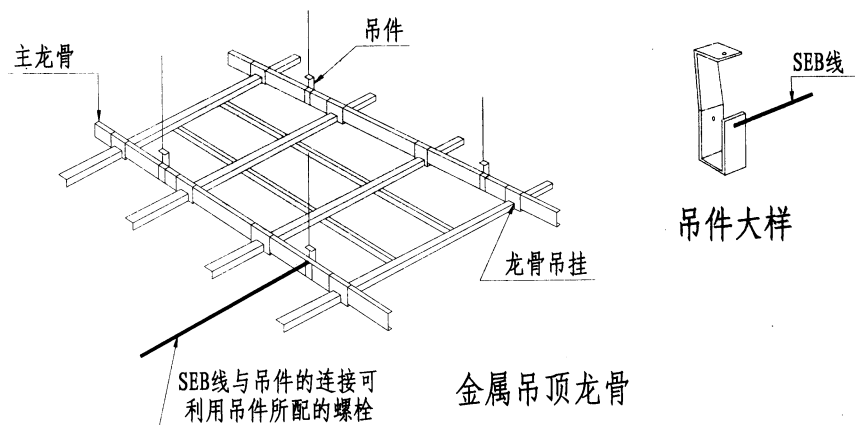 吊件
主龙骨
SEB线
吊件大样
龙骨吊挂
SEB线与吊件的连接可
利用吊件所配的螺栓
金属吊顶龙骨